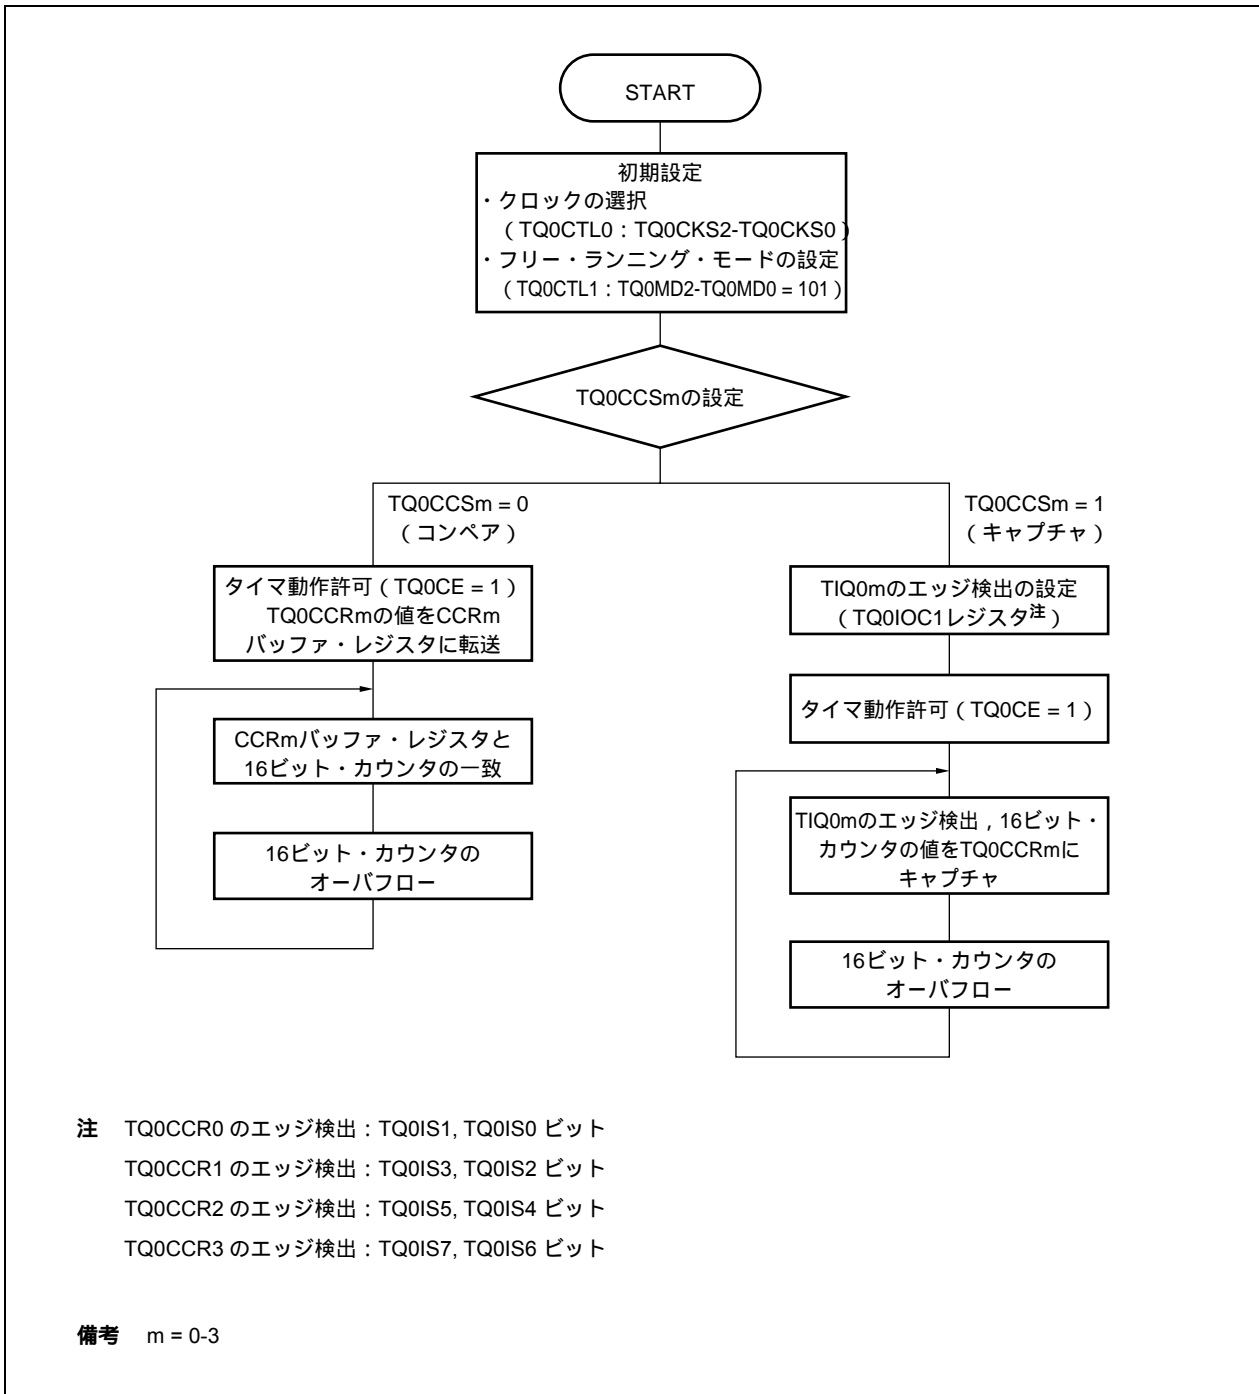 START
初期設定
・クロックの選択
（TQ0CTL0：TQ0CKS2-TQ0CKS0）
・フリー・ランニング・モードの設定
（TQ0CTL1：TQ0MD2-TQ0MD0 = 101）
TQ0CCSmの設定
TQ0CCSm = 0
（コンペア）
タイマ動作許可（TQ0CE = 1）
TQ0CCRmの値をCCRm
バッファ・レジスタに転送
CCRmバッファ・レジスタと
16ビット・カウンタの一致
16ビット・カウンタの
オーバフロー
TQ0CCSm = 1
（キャプチャ）
TIQ0mのエッジ検出の設定
（TQ0IOC1レジスタ注）
タイマ動作許可（TQ0CE = 1）
TIQ0mのエッジ検出，16ビット・
カウンタの値をTQ0CCRmに
キャプチャ
16ビット・カウンタの
オーバフロー
注 TQ0CCR0 のエッジ検出：TQ0IS1, TQ0IS0 ビット
TQ0CCR1 のエッジ検出：TQ0IS3, TQ0IS2 ビット
TQ0CCR2 のエッジ検出：TQ0IS5, TQ0IS4 ビット
TQ0CCR3 のエッジ検出：TQ0IS7, TQ0IS6 ビット
備考 m = 0-3